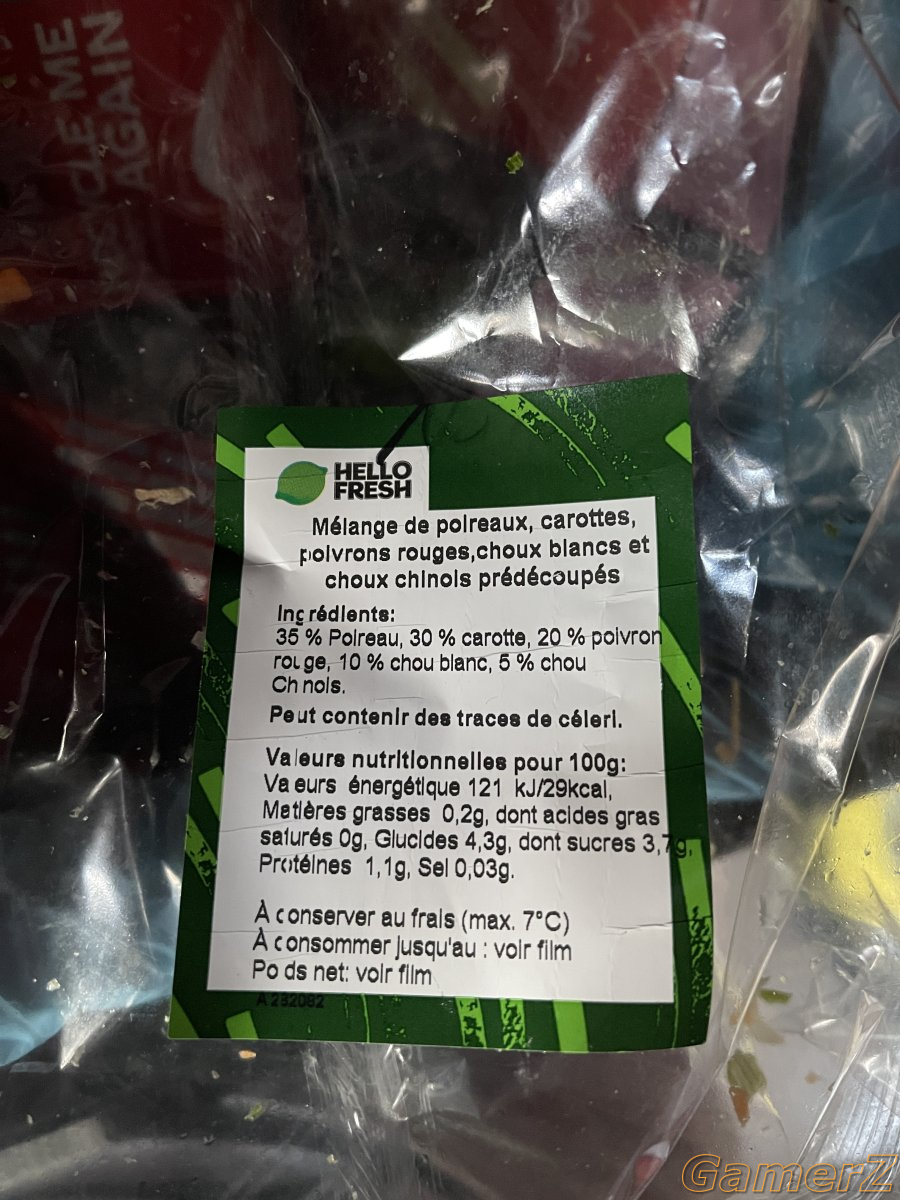 CLE ME
AGAIN
HELLO
FRESH
Mélange de poireaux, carottes,
poivrons rouges,choux blancs et
choux chinois prédécoupés
Ingrédients:
35 % Poireau, 30 % carotte, 20 % poivron
rouge, 10 % chou blanc, 5 % chou
Chinois.
Peut contenir des traces de céleri.
Valeurs nutritionnelles pour 100g:
Valeurs énergétique 121 kJ/29kcal,
Matières grasses 0,2g, dont acides gras
saturés 0g, Glucides 4,3g, dont sucres 3,7g,
Protéines 1,1g, Sel 0,03g.
À conserver au frais (max. 7°C)
À consommer jusqu'au : voir film
Poids net: voir film
A 232082
GamerZ